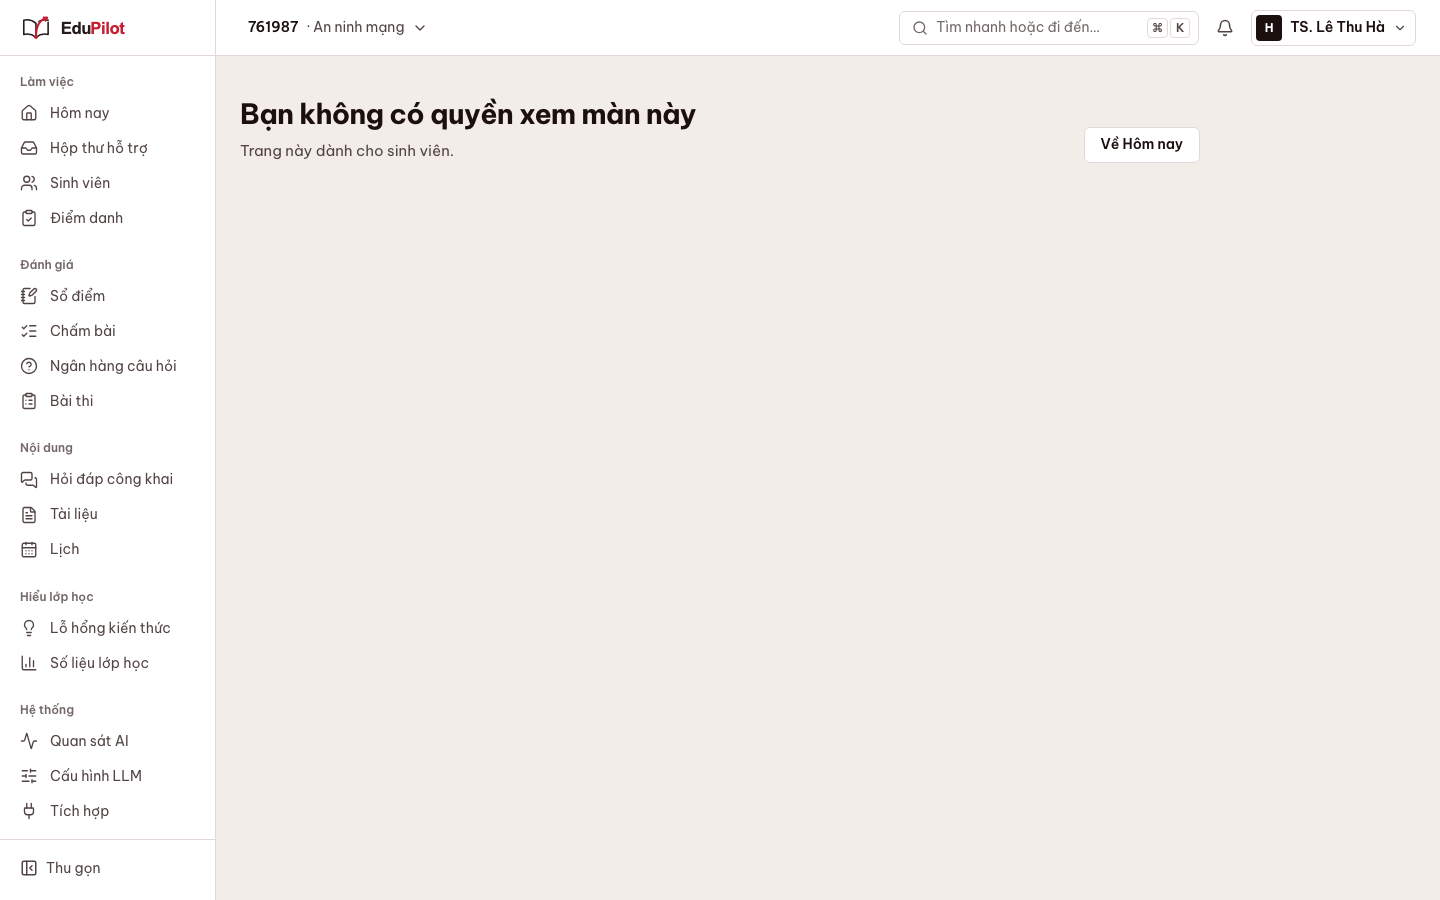 EduPilot
761987 · An ninh mạng
Tìm nhanh hoặc đi đến...
⌘ K
H
TS. Lê Thu Hà
Làm việc
Hôm nay
Hộp thư hỗ trợ
Sinh viên
Điểm danh
Đánh giá
Sổ điểm
Chấm bài
Ngân hàng câu hỏi
Bài thi
Nội dung
Hỏi đáp công khai
Tài liệu
Lịch
Hiểu lớp học
Lỗ hổng kiến thức
Số liệu lớp học
Hệ thống
Quan sát AI
Cấu hình LLM
Tích hợp
Thu gọn
Bạn không có quyền xem màn này
Trang này dành cho sinh viên.
Về Hôm nay